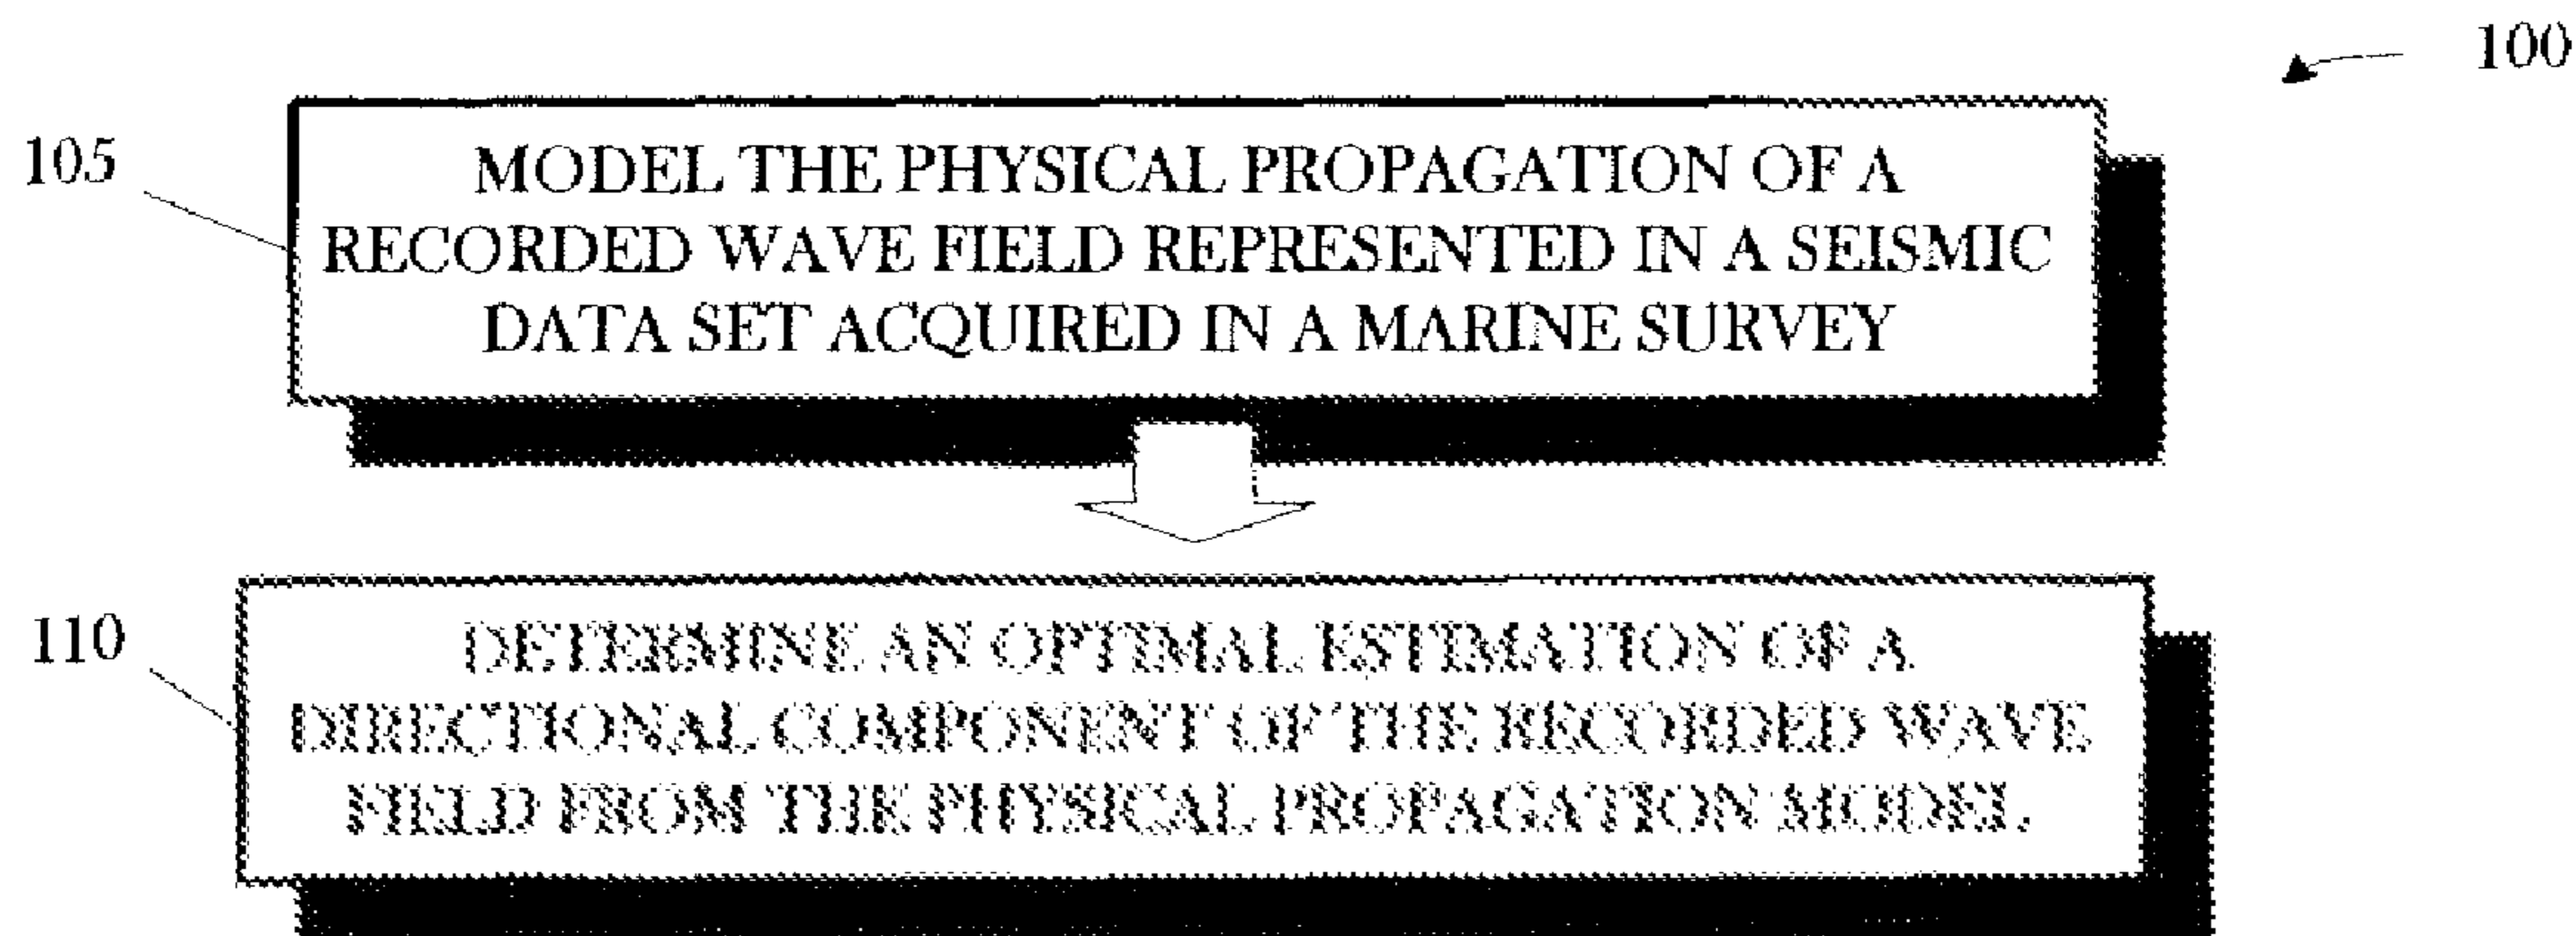 100
105
MODEL THE PHYSICAL PROPAGATION OF A
RECORDED WAVE FIELD REPRESENTED IN A SEISMIC
DATA SET ACQUIRED IN A MARINE SURVEY
110
DETERMINE AN OPTIMAL ESTIMATION OF A
DIRECTIONAL COMPONENT OF THE RECORDED WAVE
FIELD FROM THE PHYSICAL PROPAGATION MODEL